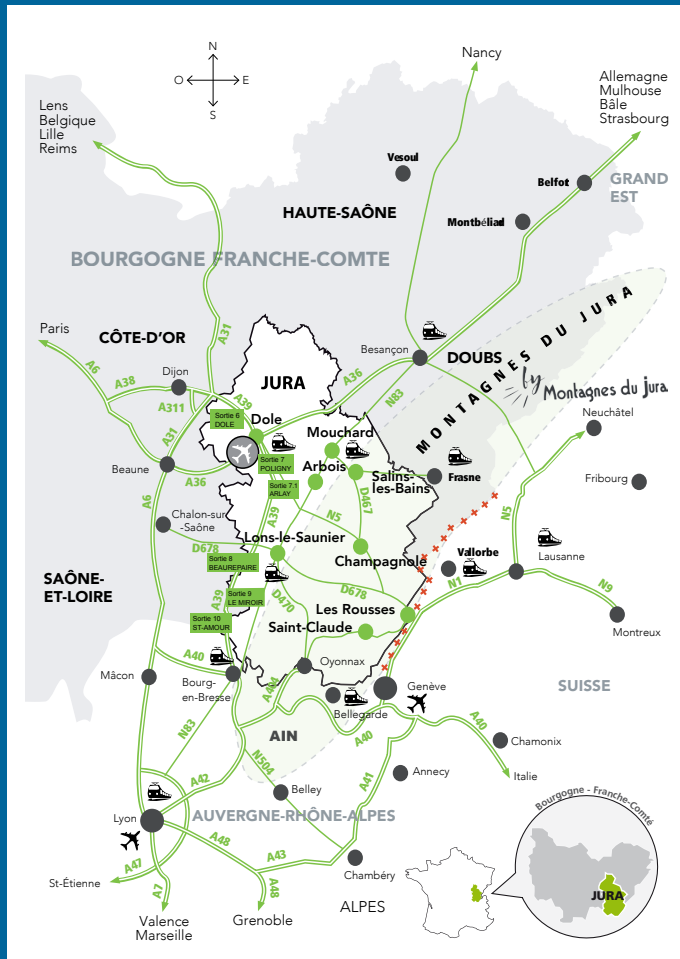 N
O
E
S
Nancy
Allemagne
Mulhouse
Bâle
Strasbourg
Lens
Belgique
Lille
Reims
Vesoul
Belfot
GRAND
EST
HAUTE-SAÔNE
Montbéliad
BOURGOGNE FRANCHE-COMTE
MONTAGNES DU JURA
Paris
CÔTE-D'OR
A31
A6
Besançon
DOUBS
by
Montagnes du jura
Dijon
A38
JURA
A36
A311
A39
N83
Neuchâtel
Sortie 6
DOLE
Dole
A31
Mouchard
Beaune
Sortie 7
POLIGNY
Arbois
Salins-
les-Bains
Frasne
Fribourg
A36
Sortie 7.1
ARLAY
D467
A6
A39
N5
N5
Chalon-sur
-Saône
Lons-le-Saunier
D678
Champagnole
Vallorbe
Lausanne
Sortie 8
BEAUREPAIRE
SAÔNE-
ET-LOIRE
Sortie 9
LE MIROIR
D678
N1
N9
A39
D470
Les Rousses
Sortie 10
ST-AMOUR
Saint-Claude
Montreux
A40
Oyonnax
Mâcon
Bourg-
en-Bresse
A404
Genève
SUISSE
Bellegarde
N83
AIN
A40
A40
Chamonix
N504
A41
Annecy
Italie
A42
Belley
Bourgogne - Franche-Comté
Lyon
AUVERGNE-RHÔNE-ALPES
A48
A43
A47
St-Étienne
A7
A48
Chambéry
JURA
ALPES
Valence
Marseille
Grenoble